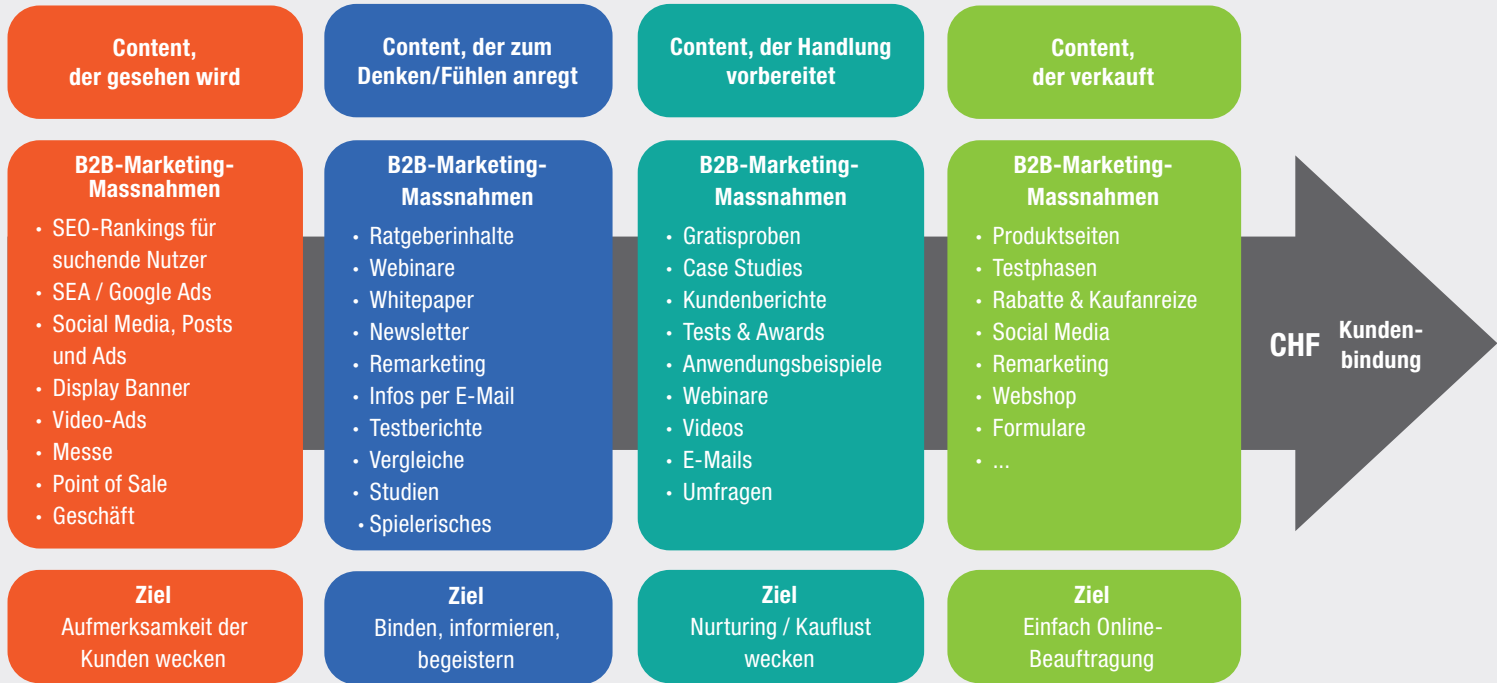 Content,
der gesehen wird
Content, der zum
Denken/Fühlen anregt
Content, der Handlung
vorbereitet
Content,
der verkauft
B2B-Marketing-
Massnahmen
• SEO-Rankings für
suchende Nutzer
• SEA / Google Ads
• Social Media, Posts
und Ads
• Display Banner
• Video-Ads
• Messe
• Point of Sale
• Geschäft
B2B-Marketing-
Massnahmen
• Ratgeberinhalte
• Webinare
• Whitepaper
• Newsletter
• Remarketing
• Infos per E-Mail
• Testberichte
• Vergleiche
• Studien
• Spielerisches
B2B-Marketing-
Massnahmen
• Gratisproben
• Case Studies
• Kundenberichte
• Tests & Awards
• Anwendungsbeispiele
• Webinare
• Videos
• E-Mails
• Umfragen
B2B-Marketing-
Massnahmen
• Produktseiten
• Testphasen
• Rabatte & Kaufanreize
• Social Media
• Remarketing
• Webshop
• Formulare
• ...
CHF
Kunden-
bindung
Ziel
Aufmerksamkeit der
Kunden wecken
Ziel
Binden, informieren,
begeistern
Ziel
Nurturing / Kauflust
wecken
Ziel
Einfach Online-
Beauftragung